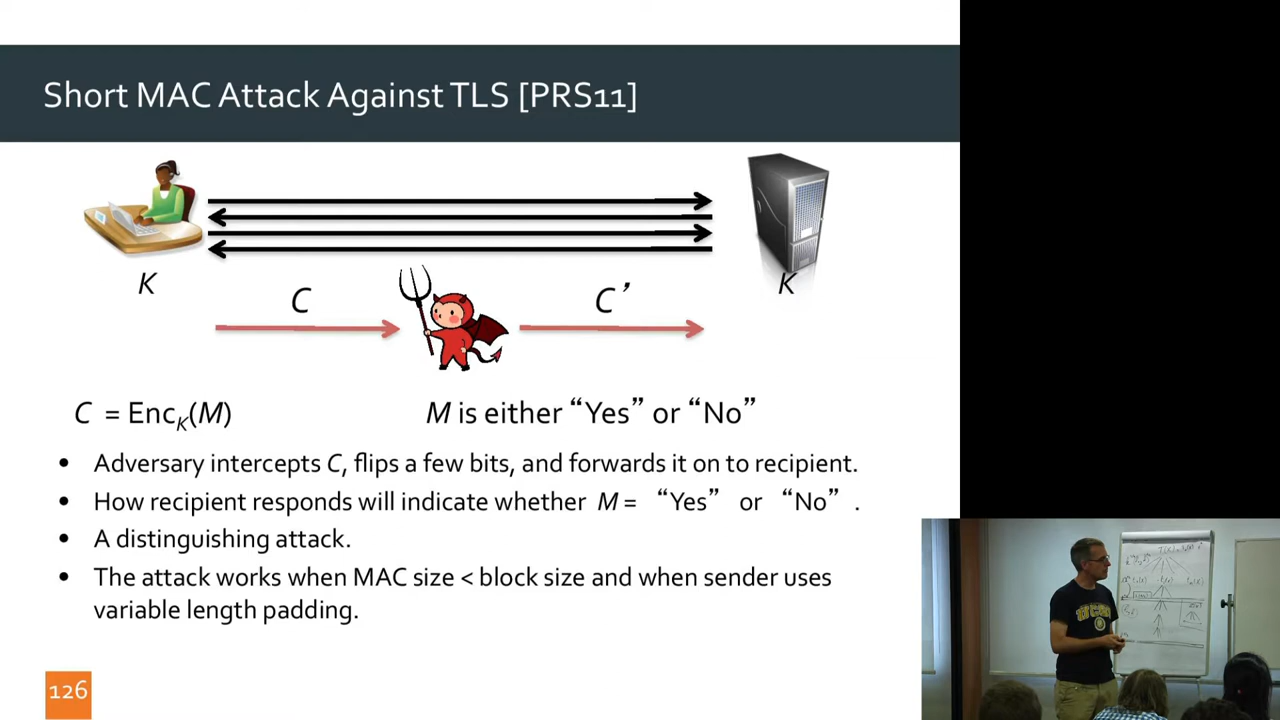 Short MAC Attack Against TLS [PRS11]
K
K
C
C’
C = EncK(M)
M is either “Yes” or “No”
• Adversary intercepts C, flips a few bits, and forwards it on to recipient.
• How recipient responds will indicate whether M = “Yes” or “No” .
• A distinguishing attack.
• The attack works when MAC size < block size and when sender uses
variable length padding.
126